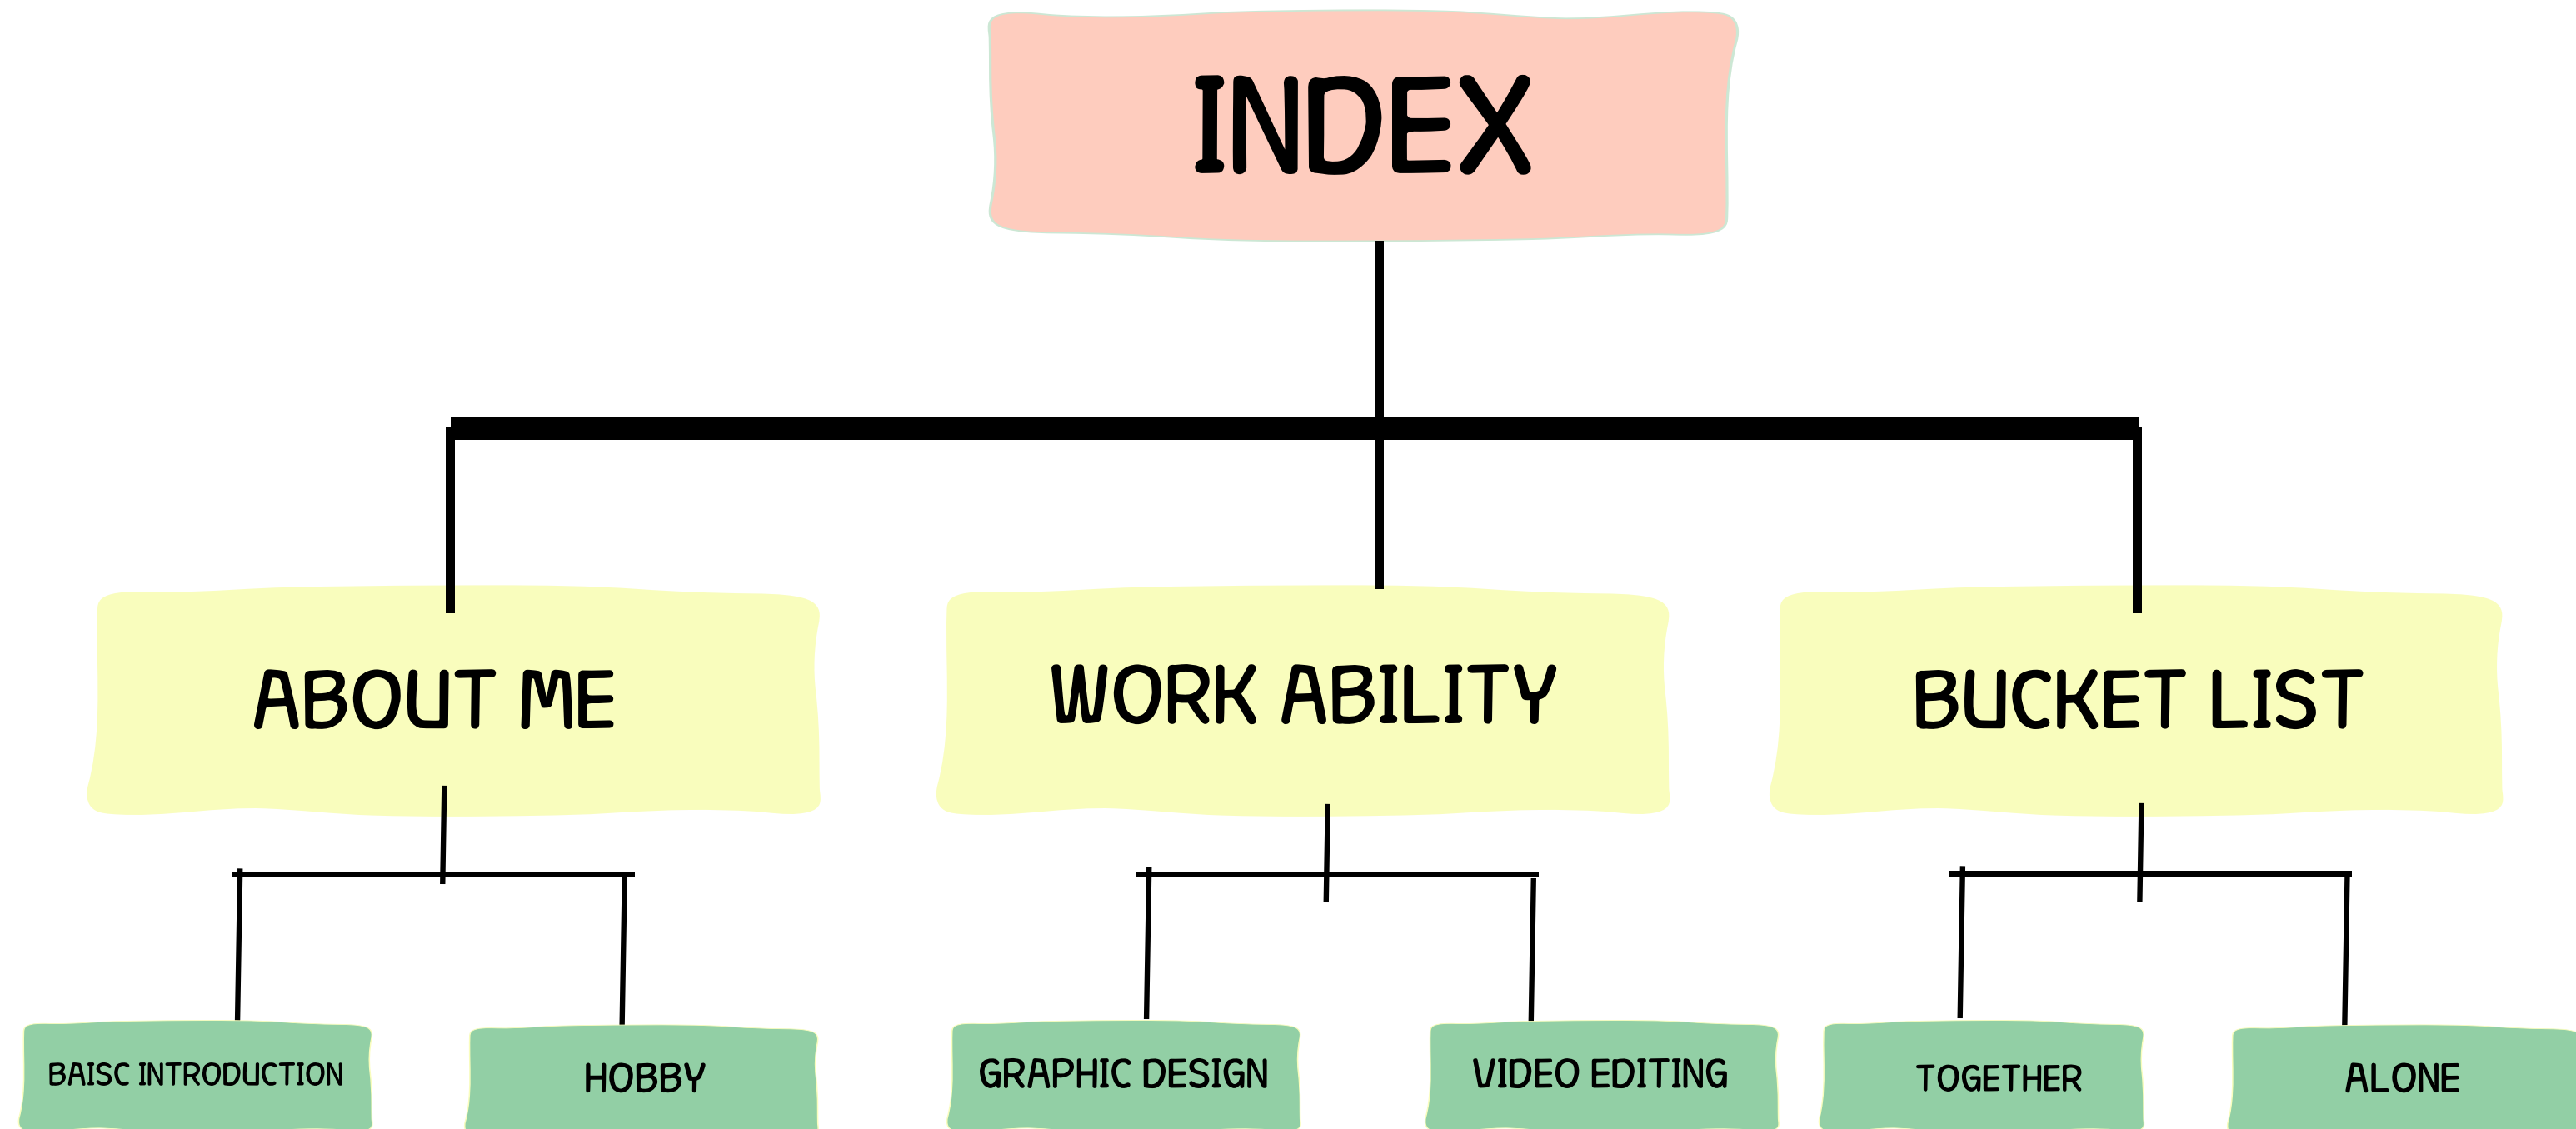 INDEX
ABOUT ME
WORK ABILITY
BUCKET LIST
BAISC INTRODUCTION
HOBBY
GRAPHIC DESIGN
VIDEO EDITING
TOGETHER
ALONE